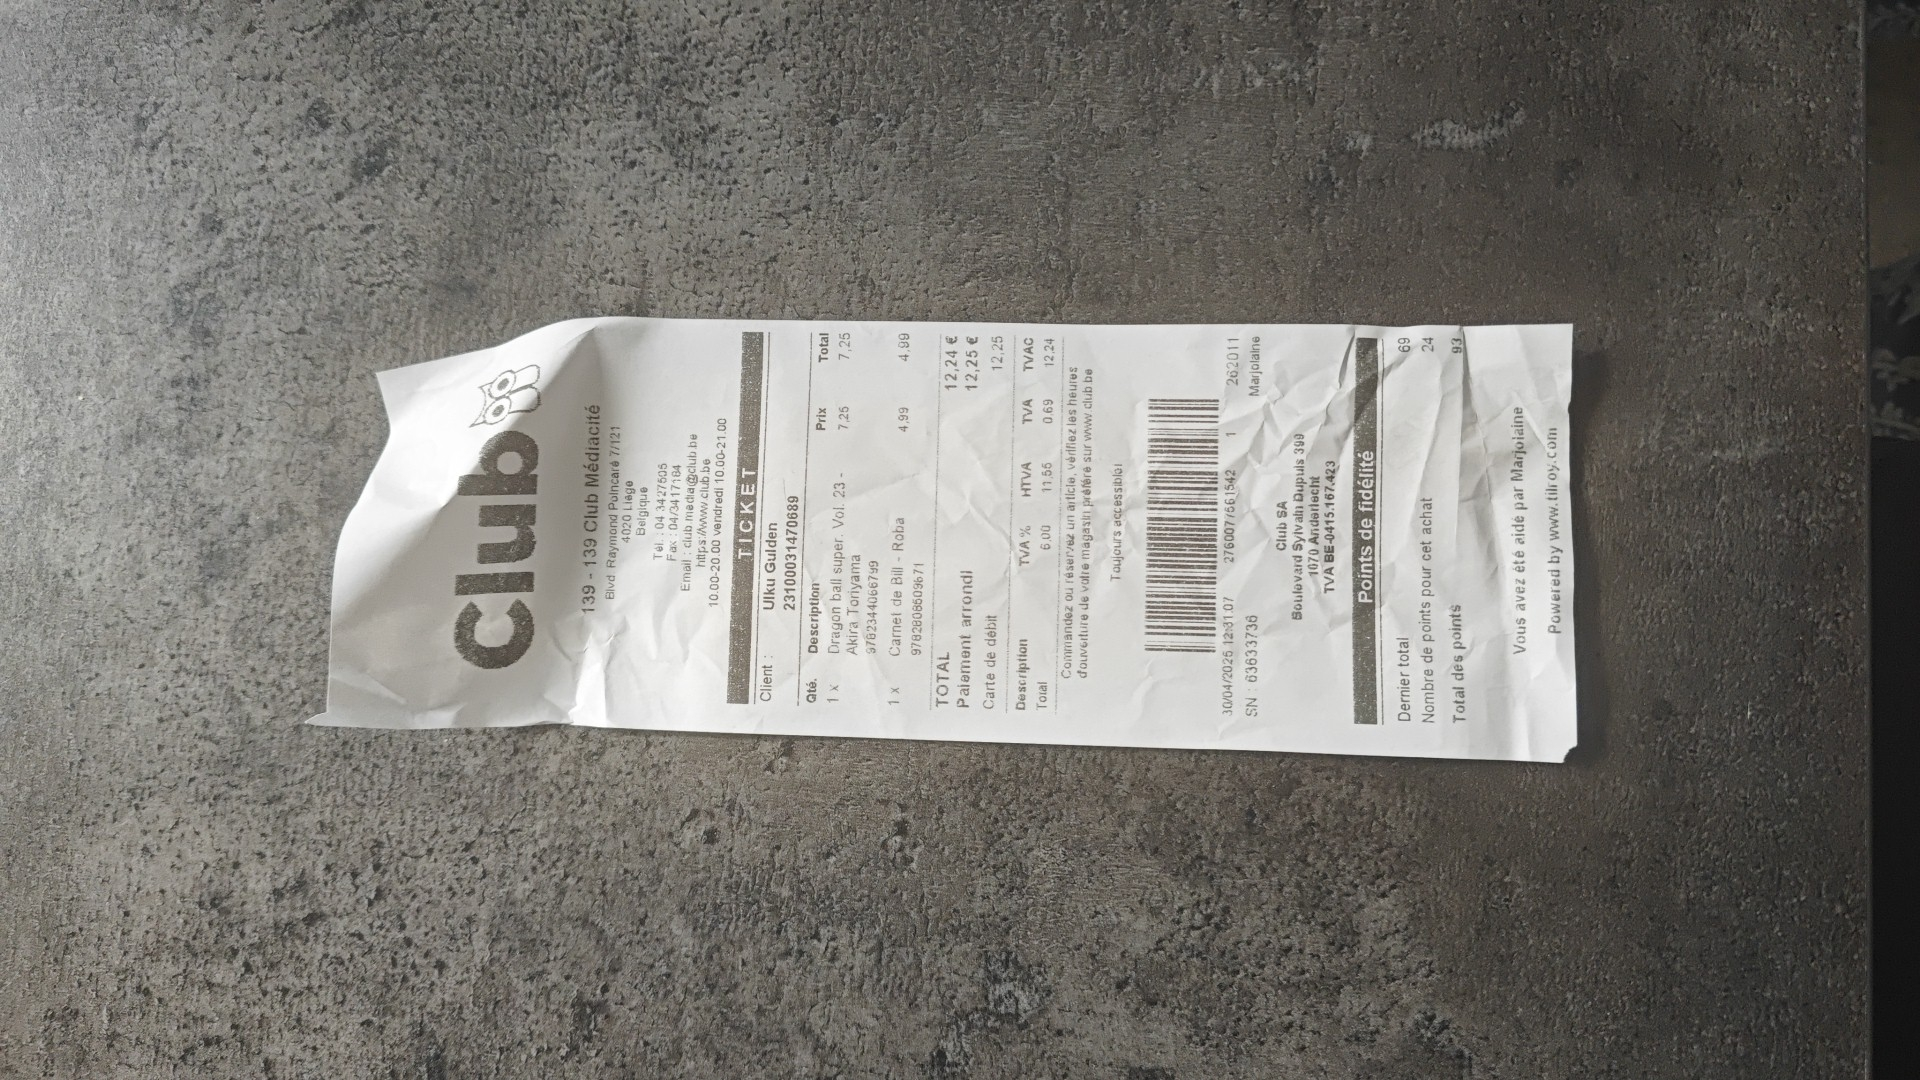 Club
139 - 139 Club Médiacité
Blvd Raymond Poincaré 7/121
4020 Liege
Belgique
Tél : 04 3427505
Fax : 04/3417184
Email : club.media@club.be
https://www.club.be
10.00-20.00 vendredi 10.00-21.00
TICKET
Client : Ulku Gulden
2310003147068​9
Qté. Description Prix Total
1 x Dragon ball super. Vol. 23 - 7,25 7,25
Akira Toriyama
9782344066799
1 x Carnet de Bill - Roba 4,99 4,99
9782808509671
TOTAL 12,24 €
Paiement arrondi 12,25 €
Carte de débit 12,25
Description TVA % HTVA TVA TVAC
Total 6,00 11,55 0,69 12,24
Commandez ou réservez un article, vérifiez les heures
d'ouverture de votre magasin préféré sur www.club.be
Toujours accessible!
30/04/2025 12:31:07 276007/661542 1 262011
SN : 63633736 Marjolaine
Club SA
Boulevard Sylvain Dupuis 399
1070 Anderlecht
TVA BE-0415.167.423
Points de fidélité
Dernier total 69
Nombre de points pour cet achat 24
Total des points 93
Vous avez été aidé par Marjolaine
Powered by www.tilroy.com